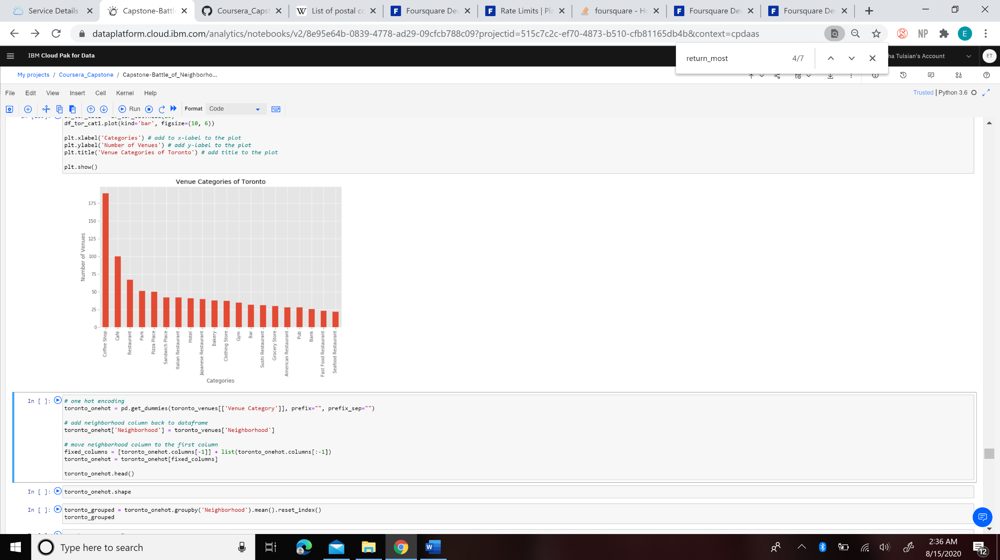 Service Details
Capstone-Battl
Coursera_Capst
List of postal co
Foursquare De
Rate Limits | Pla
foursquare - Ho
Foursquare De
Foursquare De
dataplatform.cloud.ibm.com/analytics/notebooks/v2/8e95e64b-0839-4778-ad29-09cfcb788c09?projectid=515c7c2c-ef70-4873-b510-cfb81165db4b&context=cpdaas
NP
E
IBM Cloud Pak for Data
return_most 4/7
ha Tulsian's Account
ET
My projects / Coursera_Capstone / Capstone-Battle_of_Neighborho...
File Edit View Insert Cell Kernel Help
Trusted | Python 3.6
Run
Format Code
df_tor_cat1.plot(kind='bar', figsize=(10, 6))
plt.xlabel('Categories') # add to x-label to the plot
plt.ylabel('Number of Venues') # add y-label to the plot
plt.title('Venue Categories of Toronto') # add title to the plot
plt.show()
Venue Categories of Toronto
Number of Venues
175
150
125
100
75
50
25
0
Coffee Shop
Café
Restaurant
Park
Pizza Place
Sandwich Place
Italian Restaurant
Hotel
Japanese Restaurant
Bakery
Clothing Store
Gym
Bar
Sushi Restaurant
Grocery Store
American Restaurant
Pub
Bank
Fast Food Restaurant
Seafood Restaurant
Categories
In [ ]:
# one hot encoding
toronto_onehot = pd.get_dummies(toronto_venues[['Venue Category']], prefix="", prefix_sep="")
# add neighborhood column back to dataframe
toronto_onehot['Neighborhood'] = toronto_venues['Neighborhood']
# move neighborhood column to the first column
fixed_columns = [toronto_onehot.columns[-1]] + list(toronto_onehot.columns[:-1])
toronto_onehot = toronto_onehot[fixed_columns]
toronto_onehot.head()
In [ ]: toronto_onehot.shape
In [ ]: toronto_grouped = toronto_onehot.groupby('Neighborhood').mean().reset_index()
toronto_grouped
Type here to search
W
2:36 AM
8/15/2020
12